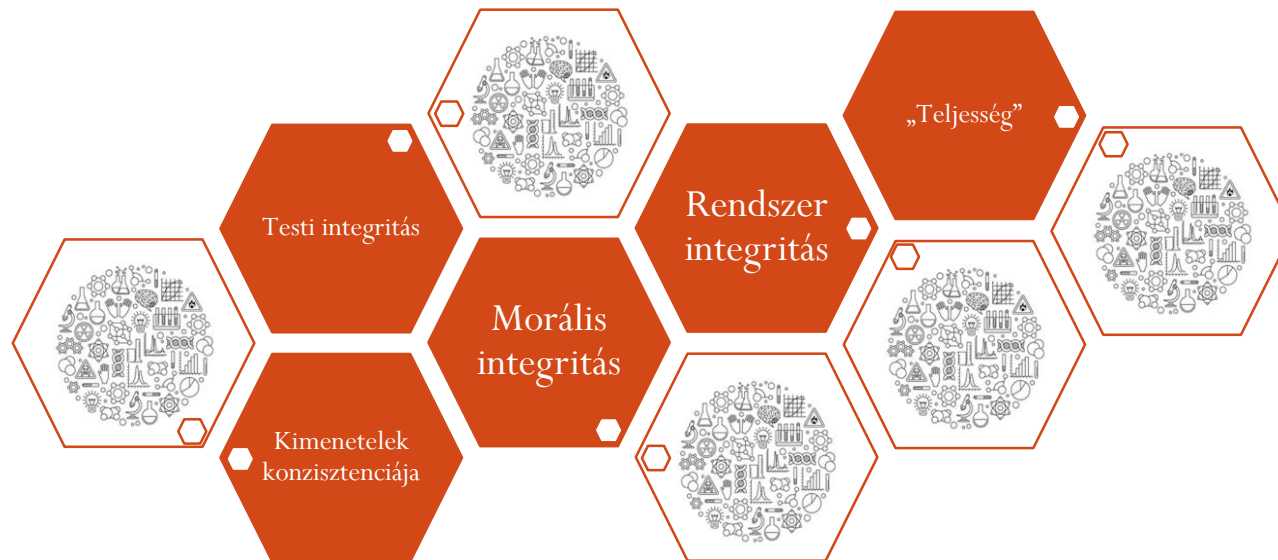 Testi integritás
Kimenetelek
konzisztenciája
Morális
integritás
Rendszer
integritás
„Teljesség”